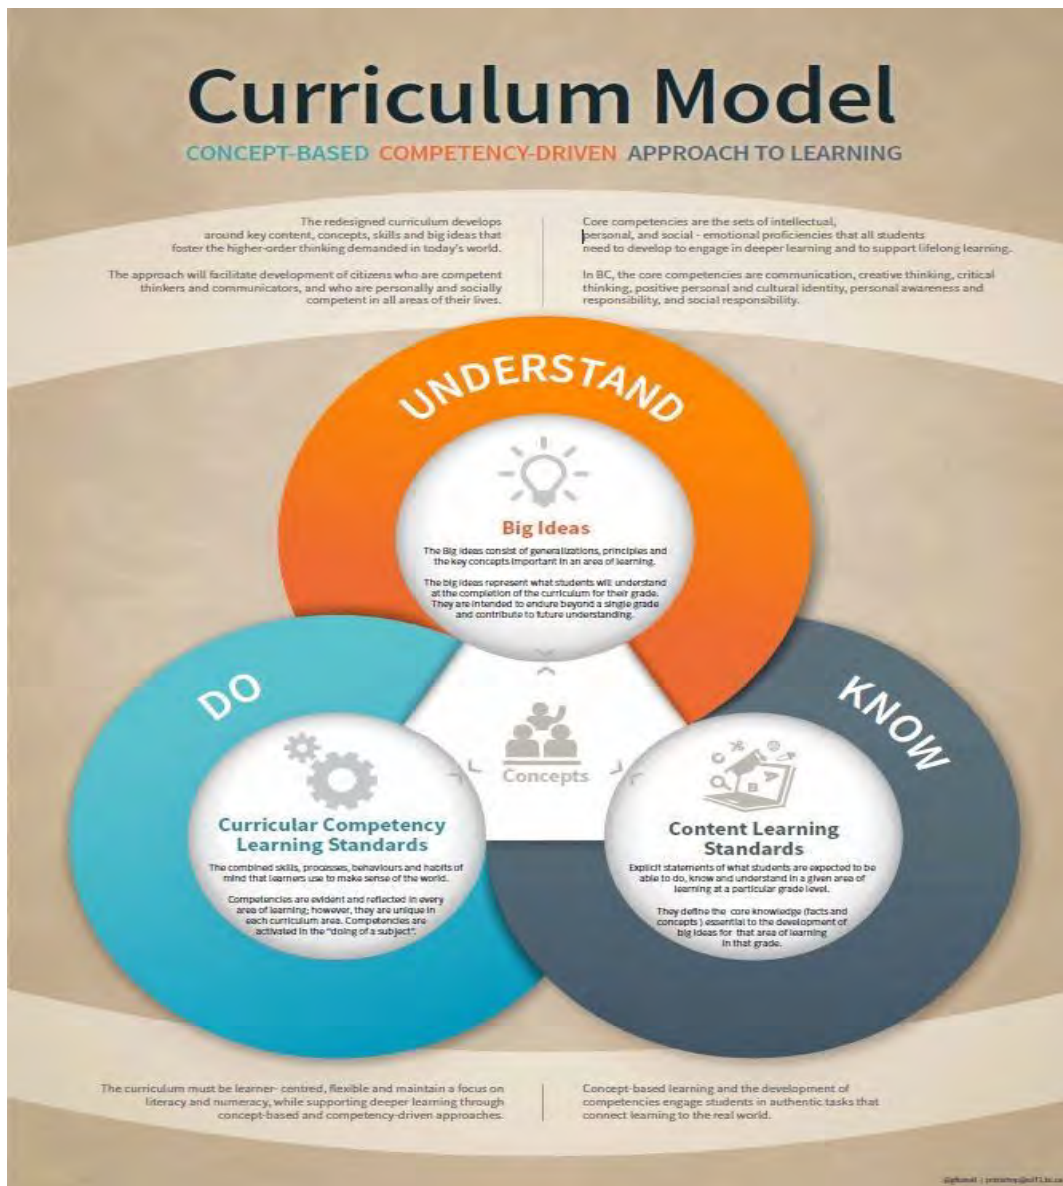 Curriculum Model
CONCEPT-BASED COMPETENCY-DRIVEN APPROACH TO LEARNING
The redesigned curriculum develops
around key content, concepts, skills and big ideas that
foster the higher-order thinking demanded in today's world.
The approach will facilitate development of citizens who are competent
thinkers and communicators, and who are personally and socially
competent in all areas of their lives.
Core competencies are the sets of intellectual,
personal, and social - emotional proficiencies that all students
need to develop to engage in deeper learning and to support lifelong learning.
In BC, the core competencies are communication, creative thinking, critical
thinking, positive personal and cultural identity, personal awareness and
responsibility, and social responsibility.
UNDERSTAND
Big Ideas
The Big Ideas consist of generalizations, principles and
the key concepts important in an area of learning.
The big ideas represent what students will understand
at the completion of the curriculum for their grade.
They are intended to endure beyond a single grade
and contribute to future understanding.
DO
Curricular Competency
Learning Standards
The combined skills, processes, behaviours and habits of
mind that learners use to make sense of the world.
Competencies are evident and reflected in every
area of learning; however, they are unique in
each curriculum area. Competencies are
activated in the "doing of a subject".
Concepts
KNOW
A
B
Content Learning
Standards
Explicit statements of what students are expected to be
able to do, know and understand in a given area of
learning at a particular grade level.
They define the core knowledge (facts and
concepts ) essential to the development of
big ideas for that area of learning
in that grade.
The curriculum must be learner- centred, flexible and maintain a focus on
literacy and numeracy, while supporting deeper learning through
concept-based and competency-driven approaches.
Concept-based learning and the development of
competencies engage students in authentic tasks that
connect learning to the real world.